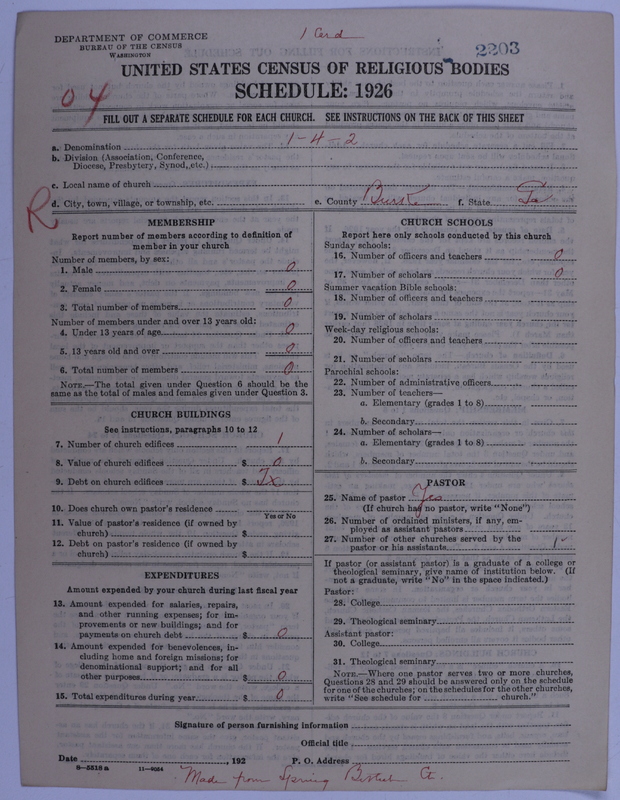 DEPARTMENT OF COMMERCE
BUREAU OF THE CENSUS
WASHINGTON
1 Card
2203
UNITED STATES CENSUS OF RELIGIOUS BODIES
SCHEDULE: 1926
04
FILL OUT A SEPARATE SCHEDULE FOR EACH CHURCH. SEE INSTRUCTIONS ON THE BACK OF THIS SHEET
a. Denomination 1-4-2
b. Division (Association, Conference,
Diocese, Presbytery, Synod, etc.)
c. Local name of church
R
d. City, town, village, or township, etc. e. County Burke f. State Ga
MEMBERSHIP
Report number of members according to definition of
member in your church
Number of members, by sex:
1. Male 0
2. Female 0
3. Total number of members 0
Number of members under and over 13 years old:
4. Under 13 years of age 0
5. 13 years old and over 0
6. Total number of members 0
NOTE.—The total given under Question 6 should be the
same as the total of males and females given under Question 3.
CHURCH BUILDINGS
See instructions, paragraphs 10 to 12
7. Number of church edifices 1
8. Value of church edifices $ 0
9. Debt on church edifices $
10. Does church own pastor's residence
Yes or No
11. Value of pastor's residence (if owned by
church) $
12. Debt on pastor's residence (if owned by
church) $
EXPENDITURES
Amount expended by your church during last fiscal year
13. Amount expended for salaries, repairs,
and other running expenses; for im-
provements or new buildings; and for
payments on church debt $ 0
14. Amount expended for benevolences, in-
cluding home and foreign missions; for
denominational support; and for all
other purposes $ 0
15. Total expenditures during year $ 0
CHURCH SCHOOLS
Report here only schools conducted by this church
Sunday schools:
16. Number of officers and teachers 0
17. Number of scholars 0
Summer vacation Bible schools:
18. Number of officers and teachers
19. Number of scholars
Week-day religious schools:
20. Number of officers and teachers
21. Number of scholars
Parochial schools:
22. Number of administrative officers
23. Number of teachers—
a. Elementary (grades 1 to 8)
b. Secondary
24. Number of scholars—
a. Elementary (grades 1 to 8)
b. Secondary
PASTOR
25. Name of pastor Yes
(If church has no pastor, write "None")
26. Number of ordained ministers, if any, em-
ployed as assistant pastors
27. Number of other churches served by the
pastor or his assistants 1
If pastor (or assistant pastor) is a graduate of a college or
theological seminary, give name of institution below. (If
not a graduate, write "No" in the space indicated.)
Pastor:
28. College
29. Theological seminary
Assistant pastor:
30. College
31. Theological seminary
NOTE.—Where one pastor serves two or more churches,
Questions 28 and 29 should be answered only on the schedule
for one of the churches; on the schedules for the other churches,
write "See schedule for church."
Signature of person furnishing information
Official title
Date , 192 P. O. Address
8—5518 a 11—9064
Made from Spring